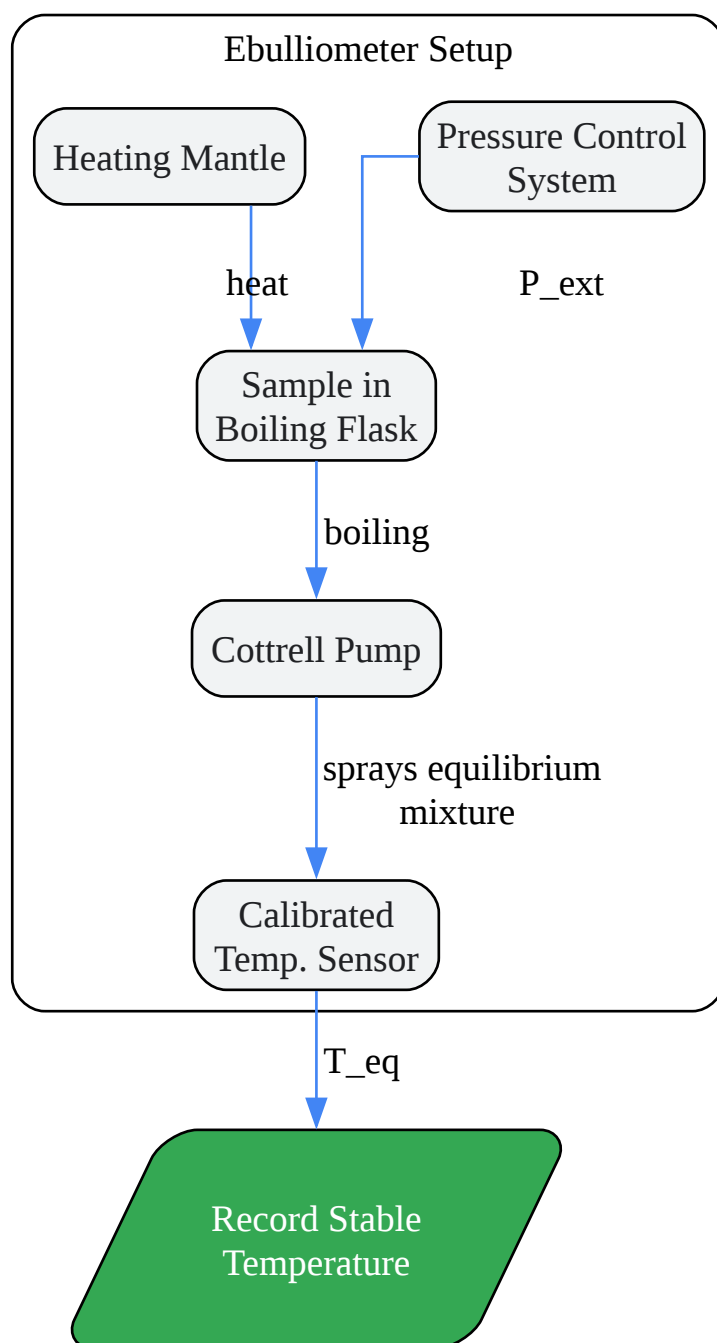 Ebulliometer Setup
Heating Mantle
Pressure Control
System
heat
P_ext
Sample in
Boiling Flask
boiling
Cottrell Pump
sprays equilibrium
mixture
Calibrated
Temp. Sensor
T_eq
Record Stable
Temperature